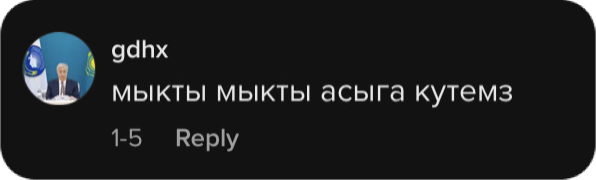 gdhx
мыкты мыкты асыга кутемз
1-5 Reply